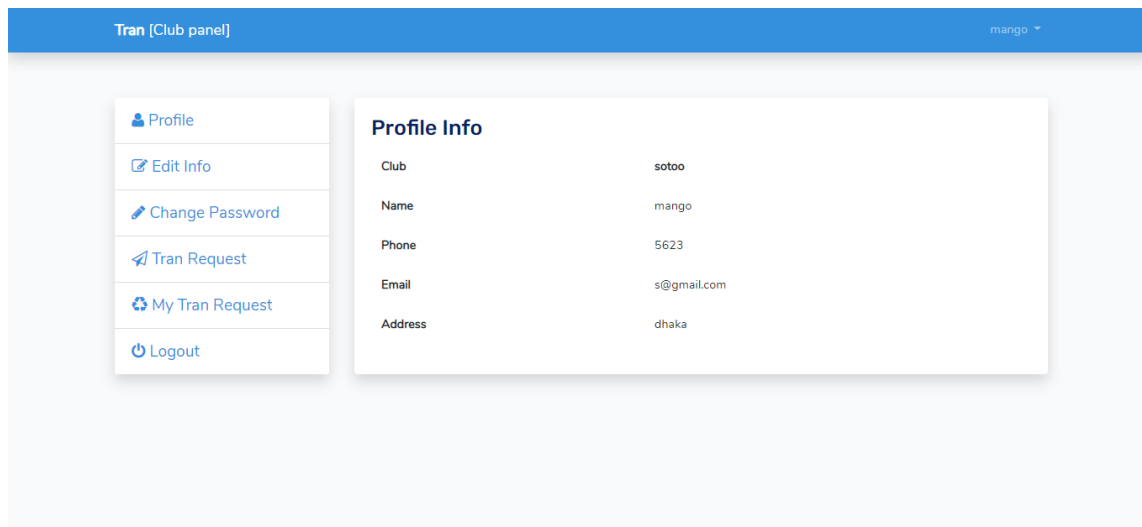 Tran [Club panel]
mango
Profile
Edit Info
Change Password
Tran Request
My Tran Request
Logout
Profile Info
Club sotoo
Name mango
Phone 5623
Email s@gmail.com
Address dhaka